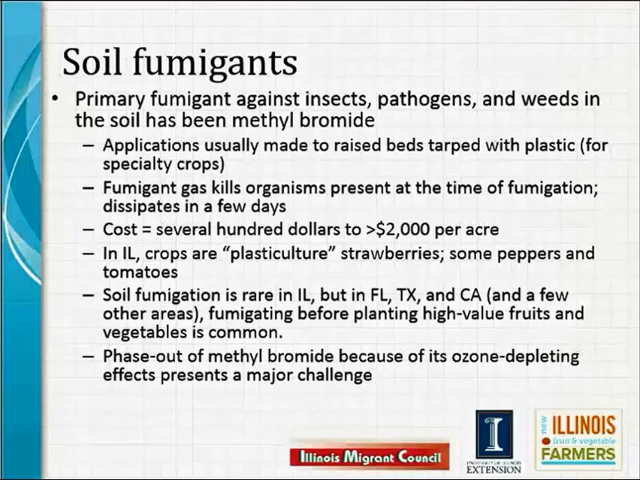 Soil fumigants
• Primary fumigant against insects, pathogens, and weeds in
the soil has been methyl bromide
– Applications usually made to raised beds tarped with plastic (for
specialty crops)
– Fumigant gas kills organisms present at the time of fumigation;
dissipates in a few days
– Cost = several hundred dollars to >$2,000 per acre
– In IL, crops are “plasticulture” strawberries; some peppers and
tomatoes
– Soil fumigation is rare in IL, but in FL, TX, and CA (and a few
other areas), fumigating before planting high-value fruits and
vegetables is common.
– Phase-out of methyl bromide because of its ozone-depleting
effects presents a major challenge
Illinois Migrant Council
I
UNIVERSITY OF ILLINOIS
EXTENSION
new ILLINOIS
fruit & vegetable
FARMERS